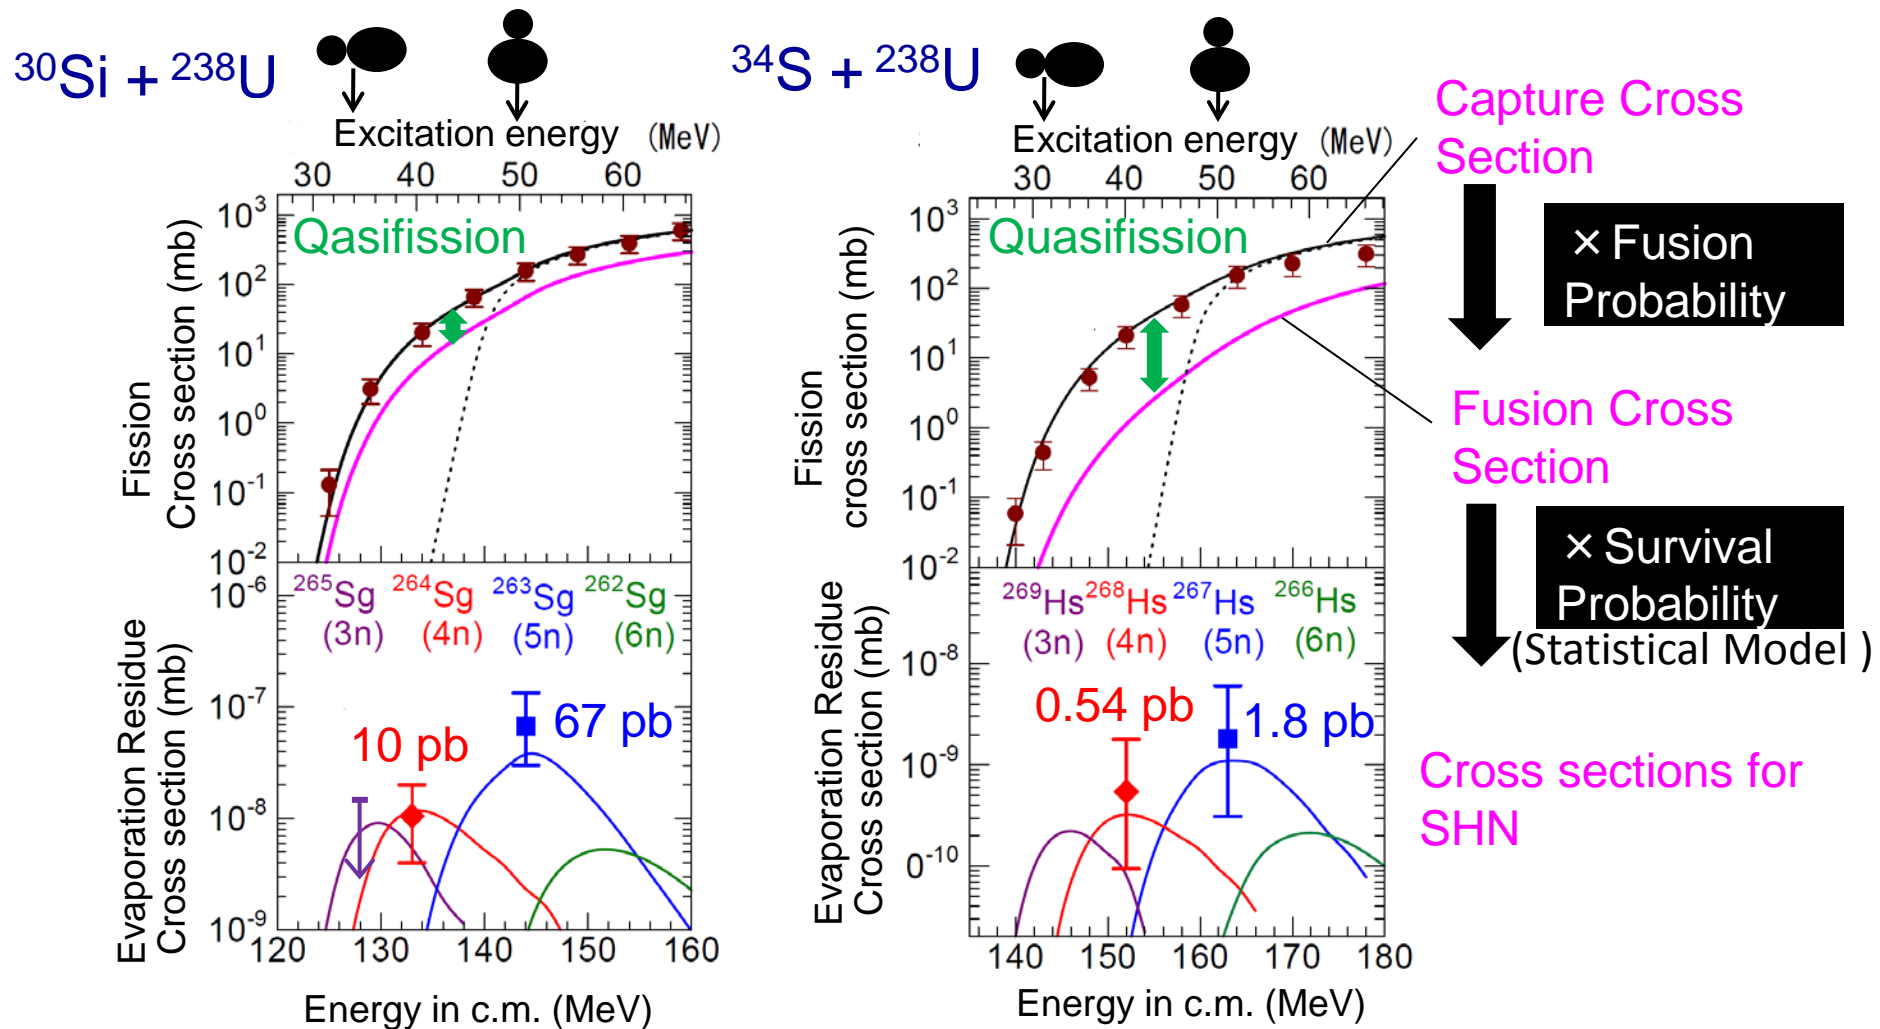 ³⁰Si + ²³⁸U
Excitation energy (MeV)
30 40 50 60
10³
10²
10¹
10⁰
10⁻¹
10⁻²
Fission
Cross section (mb)
Qasifission
²⁶⁵Sg ²⁶⁴Sg ²⁶³Sg ²⁶²Sg
(3n) (4n) (5n) (6n)
10⁻⁶
10⁻⁷
10⁻⁸
10⁻⁹
Evaporation Residue
Cross section (mb)
10 pb
67 pb
120 130 140 150 160
Energy in c.m. (MeV)
³⁴S + ²³⁸U
Excitation energy (MeV)
30 40 50 60
10³
10²
10¹
10⁰
10⁻¹
10⁻²
Fission
cross section (mb)
Quasifission
²⁶⁹Hs ²⁶⁸Hs ²⁶⁷Hs ²⁶⁶Hs
(3n) (4n) (5n) (6n)
10⁻⁸
10⁻⁹
0⁻¹⁰
Evaporation Residue
Cross section (mb)
0.54 pb
1.8 pb
140 150 160 170 180
Energy in c.m. (MeV)
Capture Cross
Section
× Fusion
Probability
Fusion Cross
Section
× Survival
Probability
(Statistical Model )
Cross sections for
SHN